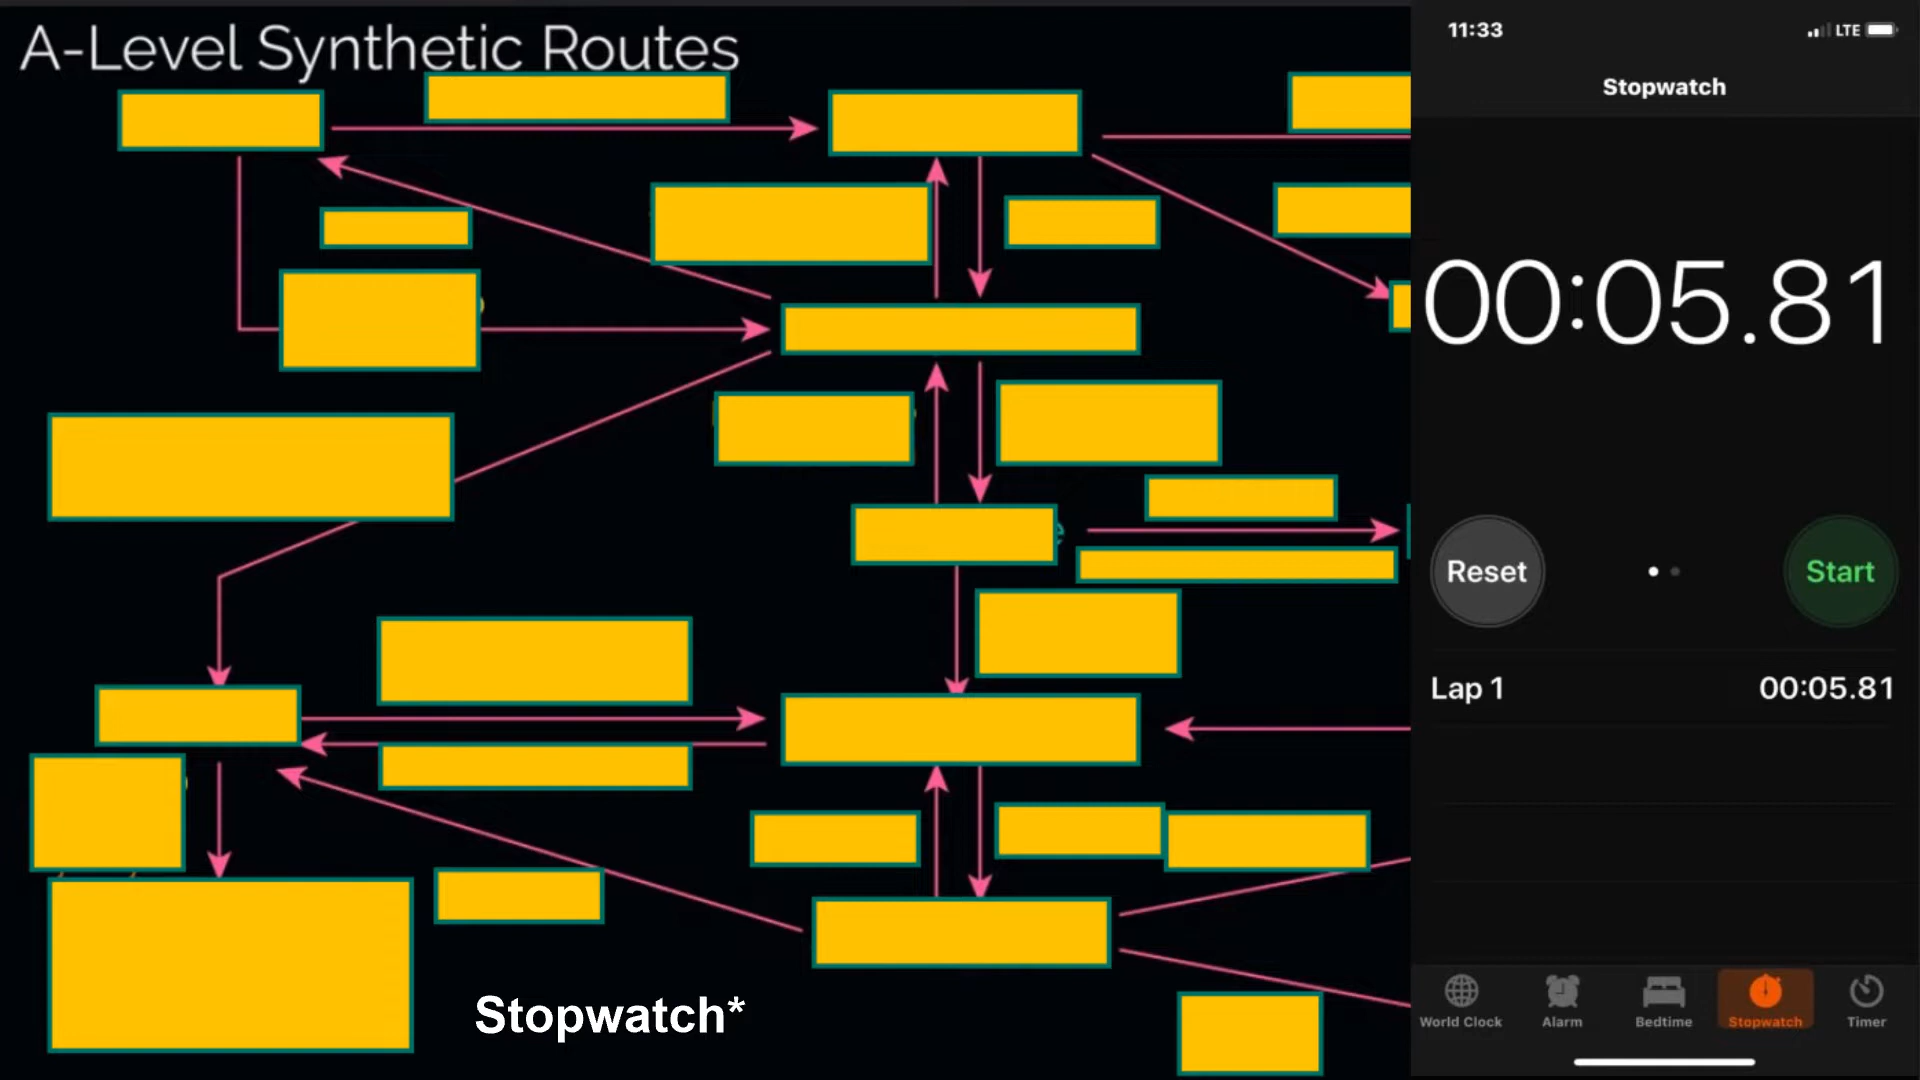 A-Level Synthetic Routes
11:33
LTE
Stopwatch
00:05.81
Reset
Start
Lap 1
00:05.81
World Clock
Alarm
Bedtime
Stopwatch
Timer
Stopwatch*